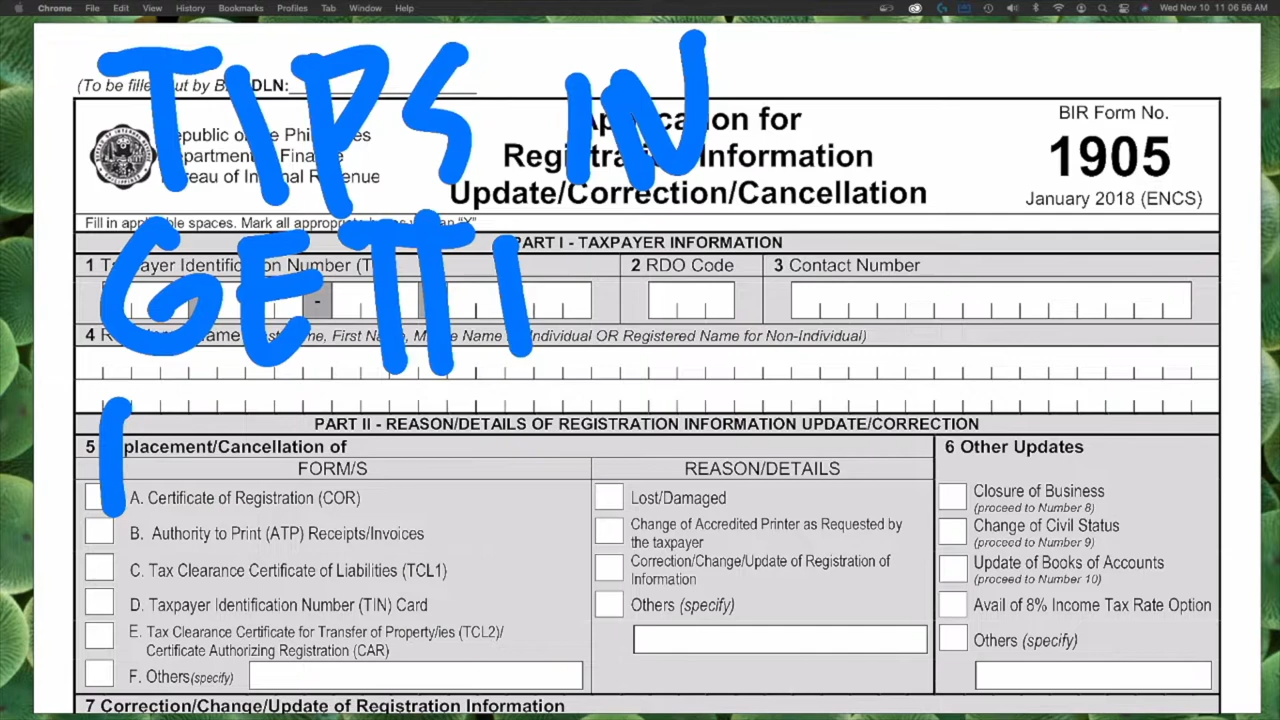 Chrome File Edit View History Bookmarks Profiles Tab Window Help Wed Nov 10 11:06:56 AM
TIPS IN
GETTI
(To be filled out by BIR) DLN:
Republic of the Philippines
Department of Finance
Bureau of Internal Revenue
Application for
Registration Information
Update/Correction/Cancellation
BIR Form No.
1905
January 2018 (ENCS)
Fill in applicable spaces. Mark all appropriate boxes with an "X"
PART I - TAXPAYER INFORMATION
1 Taxpayer Identification Number (T
2 RDO Code
3 Contact Number
-
4 Name First Name, Individual OR Registered Name for Non-Individual)
PART II - REASON/DETAILS OF REGISTRATION INFORMATION UPDATE/CORRECTION
5 Replacement/Cancellation of
6 Other Updates
FORM/S
REASON/DETAILS
A. Certificate of Registration (COR)
B. Authority to Print (ATP) Receipts/Invoices
C. Tax Clearance Certificate of Liabilities (TCL1)
D. Taxpayer Identification Number (TIN) Card
E. Tax Clearance Certificate for Transfer of Property/ies (TCL2)/
Certificate Authorizing Registration (CAR)
F. Others(specify)
Lost/Damaged
Change of Accredited Printer as Requested by
the taxpayer
Correction/Change/Update of Registration of
Information
Others (specify)
Closure of Business
(proceed to Number 8)
Change of Civil Status
(proceed to Number 9)
Update of Books of Accounts
(proceed to Number 10)
Avail of 8% Income Tax Rate Option
Others (specify)
7 Correction/Change/Update of Registration Information